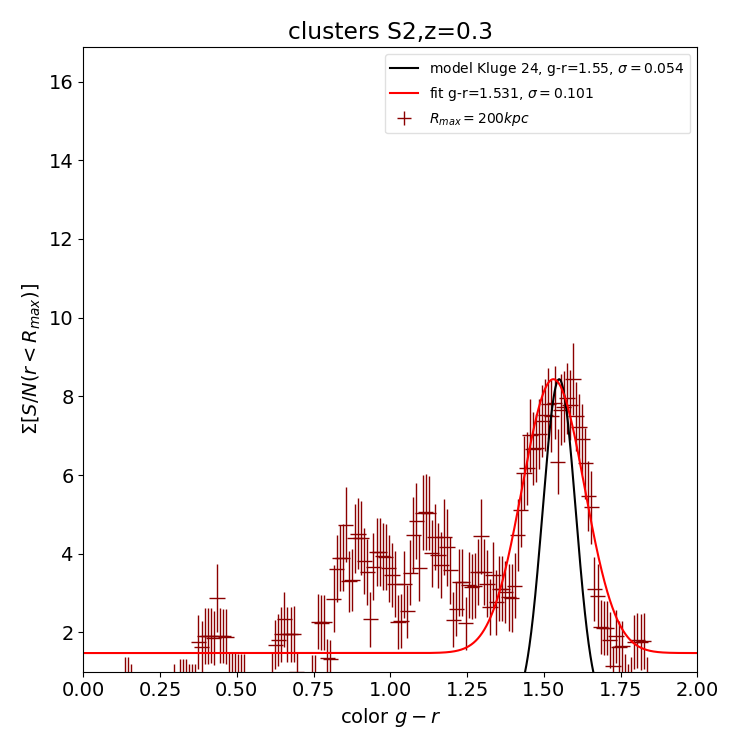 clusters S2,z=0.3
model Kluge 24, g-r=1.55, σ = 0.054
fit g-r=1.531, σ = 0.101
R_max = 200kpc
Σ[S/N(r < R_max)]
16
14
12
10
8
6
4
2
0.00 0.25 0.50 0.75 1.00 1.25 1.50 1.75 2.00
color g − r